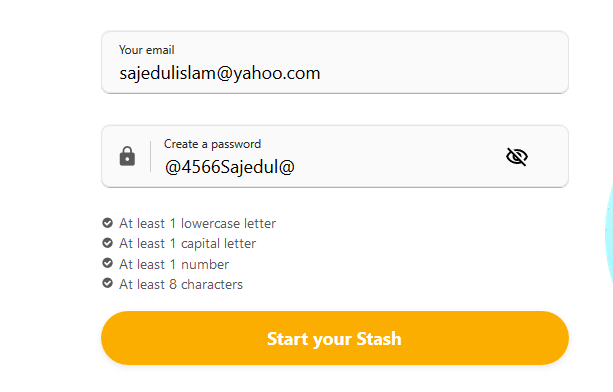 Your email
sajedulislam@yahoo.com
Create a password
@4566Sajedul@
At least 1 lowercase letter
At least 1 capital letter
At least 1 number
At least 8 characters
Start your Stash